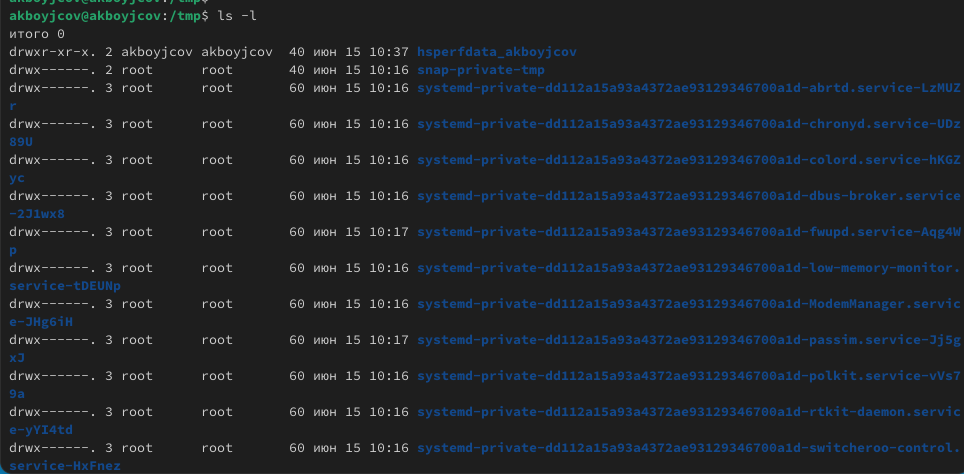 akboyjcov@akboyjcov:/tmp$
akboyjcov@akboyjcov:/tmp$ ls -l
итого 0
drwxr-xr-x. 2 akboyjcov akboyjcov  40 июн 15 10:37 hsperfdata_akboyjcov
drwx------. 2 root      root       40 июн 15 10:16 snap-private-tmp
drwx------. 3 root      root       60 июн 15 10:16 systemd-private-dd112a15a93a4372ae93129346700a1d-abrtd.service-LzMUZ
r
drwx------. 3 root      root       60 июн 15 10:16 systemd-private-dd112a15a93a4372ae93129346700a1d-chronyd.service-UDz
89U
drwx------. 3 root      root       60 июн 15 10:16 systemd-private-dd112a15a93a4372ae93129346700a1d-colord.service-hKGZ
yc
drwx------. 3 root      root       60 июн 15 10:16 systemd-private-dd112a15a93a4372ae93129346700a1d-dbus-broker.service
-2J1wx8
drwx------. 3 root      root       60 июн 15 10:17 systemd-private-dd112a15a93a4372ae93129346700a1d-fwupd.service-Aqg4W
p
drwx------. 3 root      root       60 июн 15 10:16 systemd-private-dd112a15a93a4372ae93129346700a1d-low-memory-monitor.
service-tDEUNp
drwx------. 3 root      root       60 июн 15 10:16 systemd-private-dd112a15a93a4372ae93129346700a1d-ModemManager.servic
e-JHg6iH
drwx------. 3 root      root       60 июн 15 10:17 systemd-private-dd112a15a93a4372ae93129346700a1d-passim.service-JjSg
xJ
drwx------. 3 root      root       60 июн 15 10:16 systemd-private-dd112a15a93a4372ae93129346700a1d-polkit.service-vVs7
9a
drwx------. 3 root      root       60 июн 15 10:16 systemd-private-dd112a15a93a4372ae93129346700a1d-rtkit-daemon.servic
e-yYI4td
drwx------. 3 root      root       60 июн 15 10:16 systemd-private-dd112a15a93a4372ae93129346700a1d-switcheroo-control.
service-HxFnez